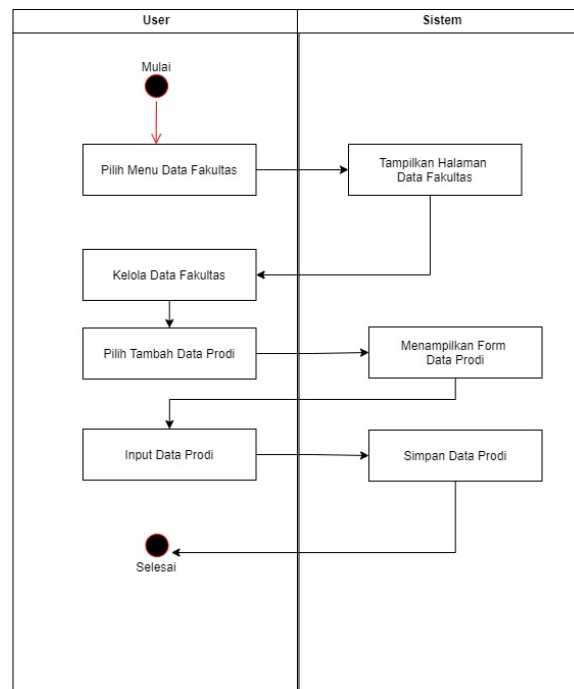 User
Sistem
Mulai
Pilih Menu Data Fakultas
Tampilkan Halaman
Data Fakultas
Kelola Data Fakultas
Pilih Tambah Data Prodi
Menampilkan Form
Data Prodi
Input Data Prodi
Simpan Data Prodi
Selesai